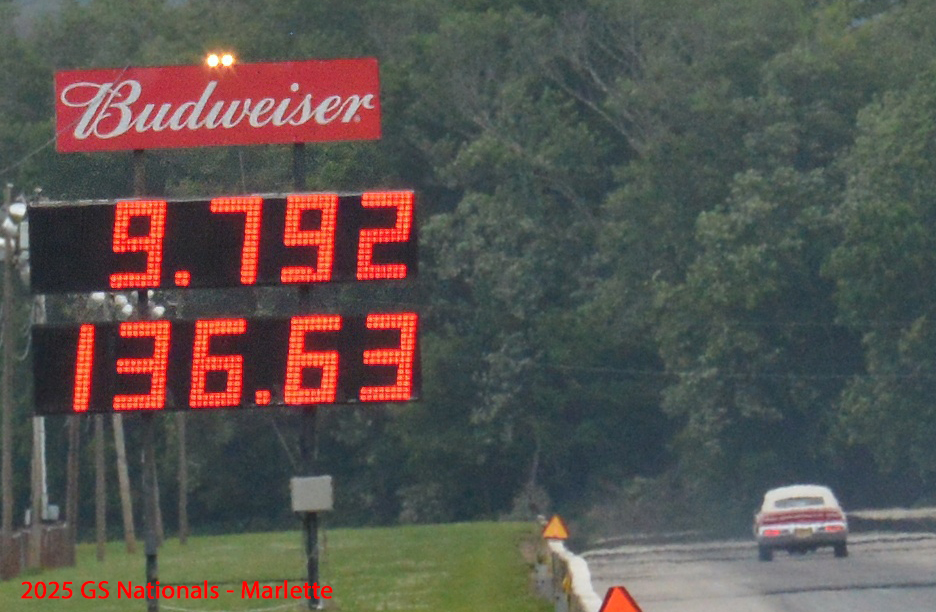 Budweiser
9.792
136.63
2025 GS Nationals - Marlette